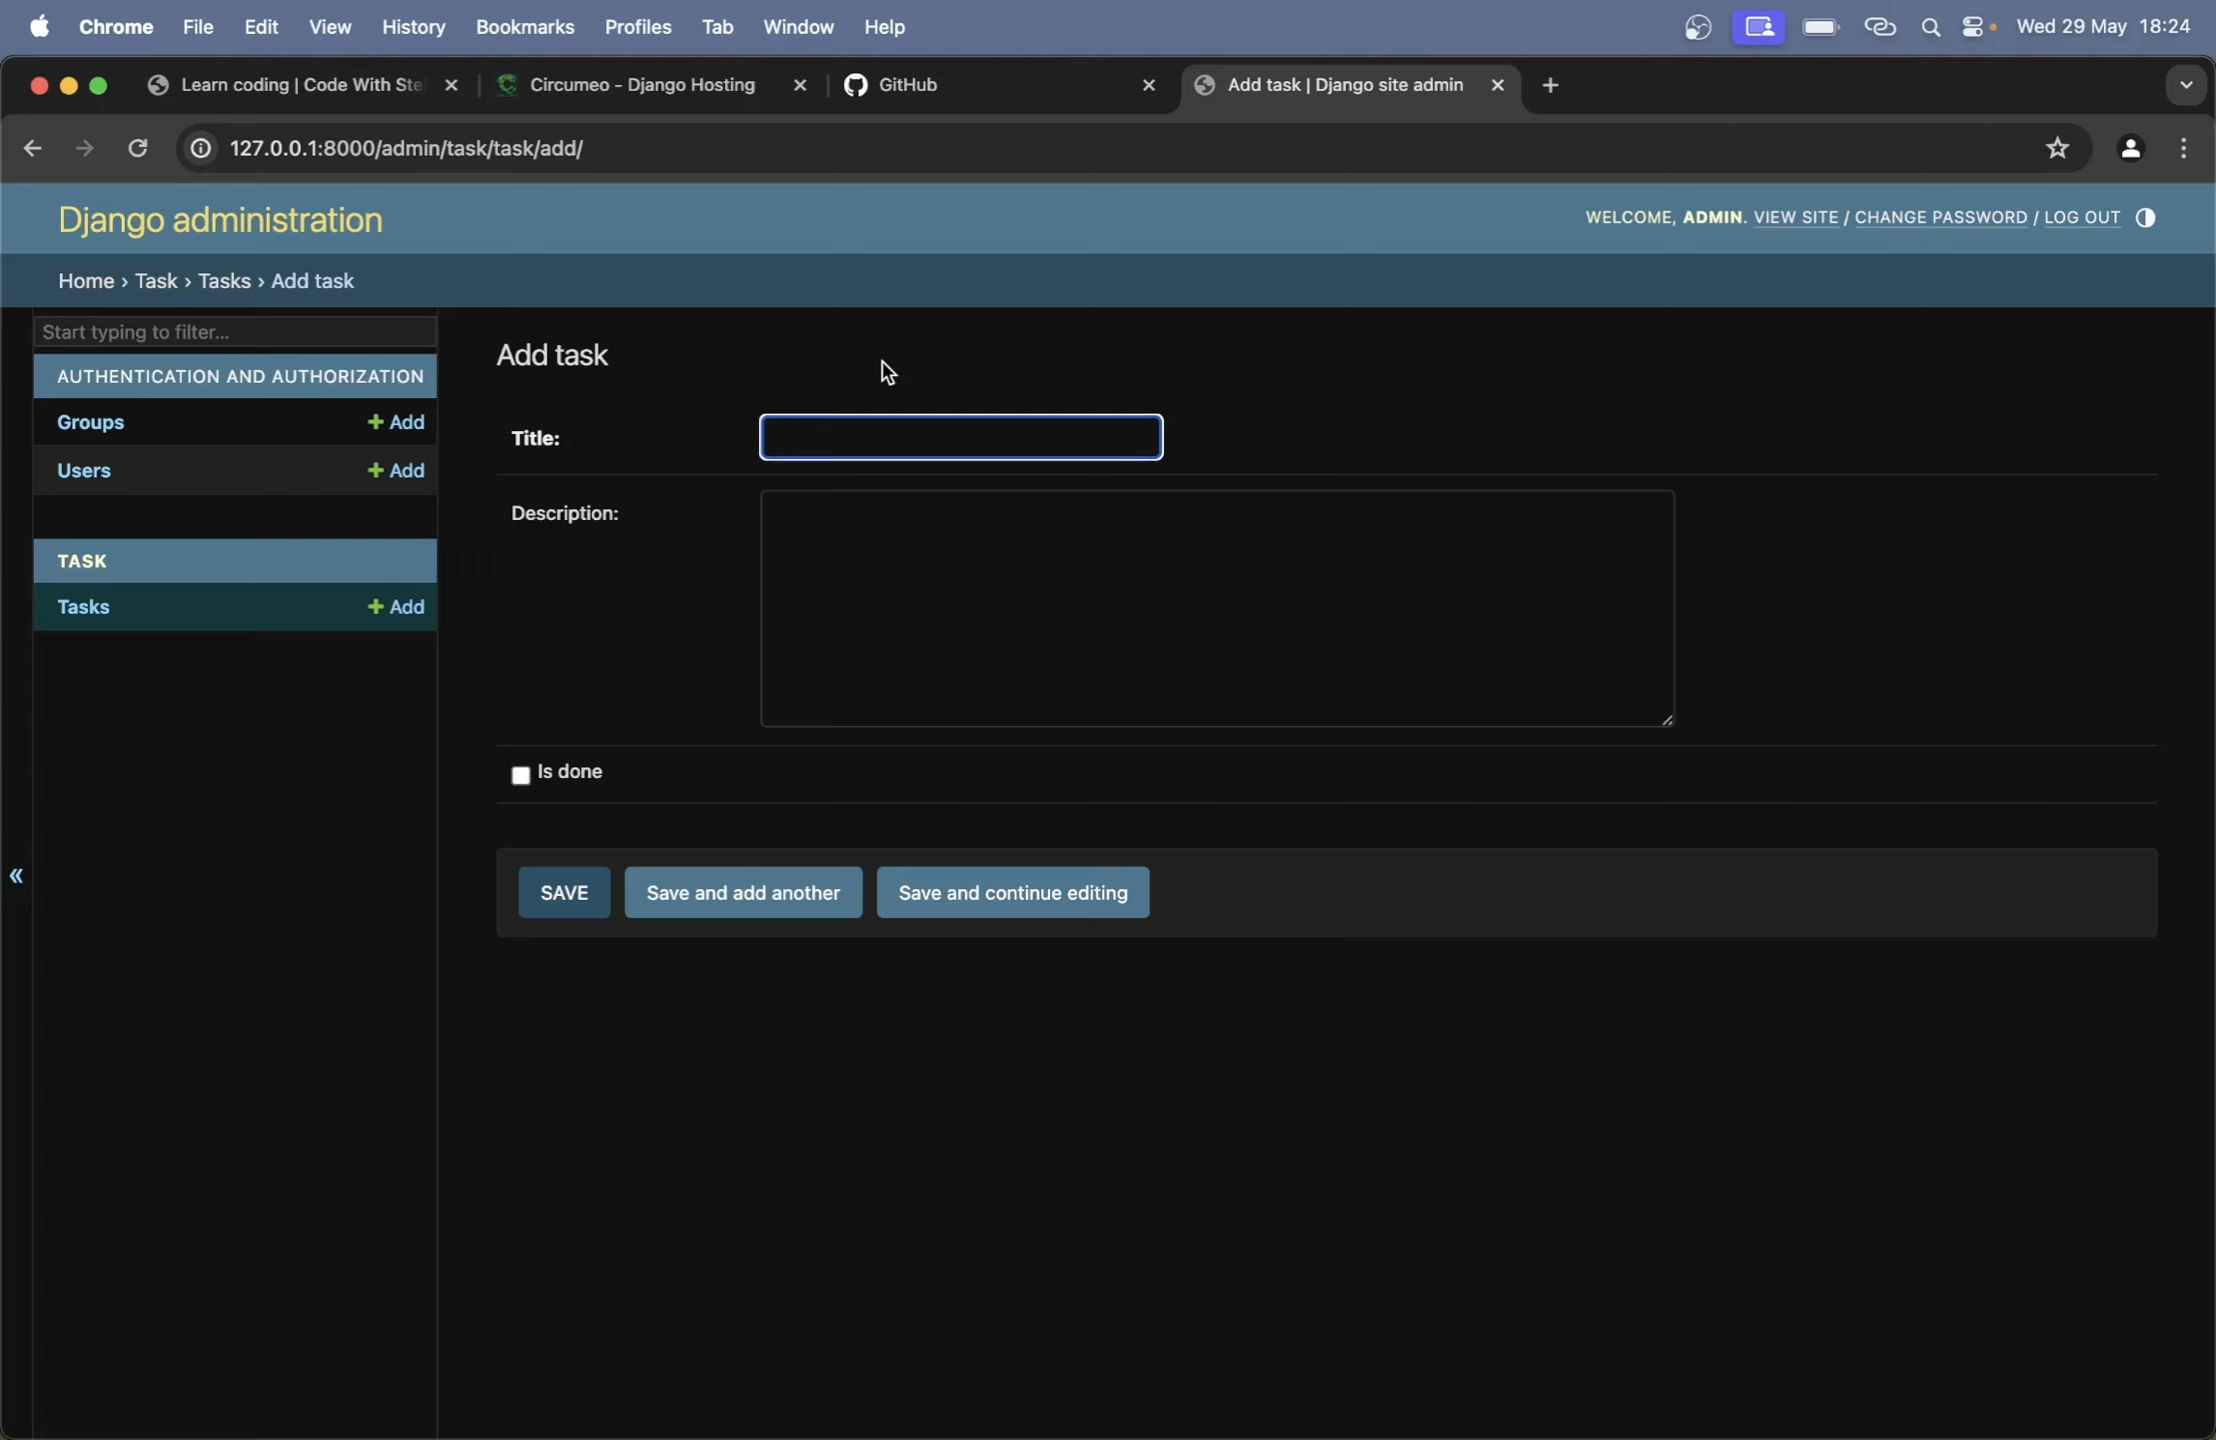 Chrome File Edit View History Bookmarks Profiles Tab Window Help Wed 29 May 18:24
Learn coding | Code With Ste Circumeo - Django Hosting GitHub Add task | Django site admin
127.0.0.1:8000/admin/task/task/add/
Django administration WELCOME, ADMIN. VIEW SITE / CHANGE PASSWORD / LOG OUT
Home › Task › Tasks › Add task
Start typing to filter...
AUTHENTICATION AND AUTHORIZATION
Groups + Add
Users + Add
TASK
Tasks + Add
«
Add task
Title:
Description:
Is done
SAVE Save and add another Save and continue editing